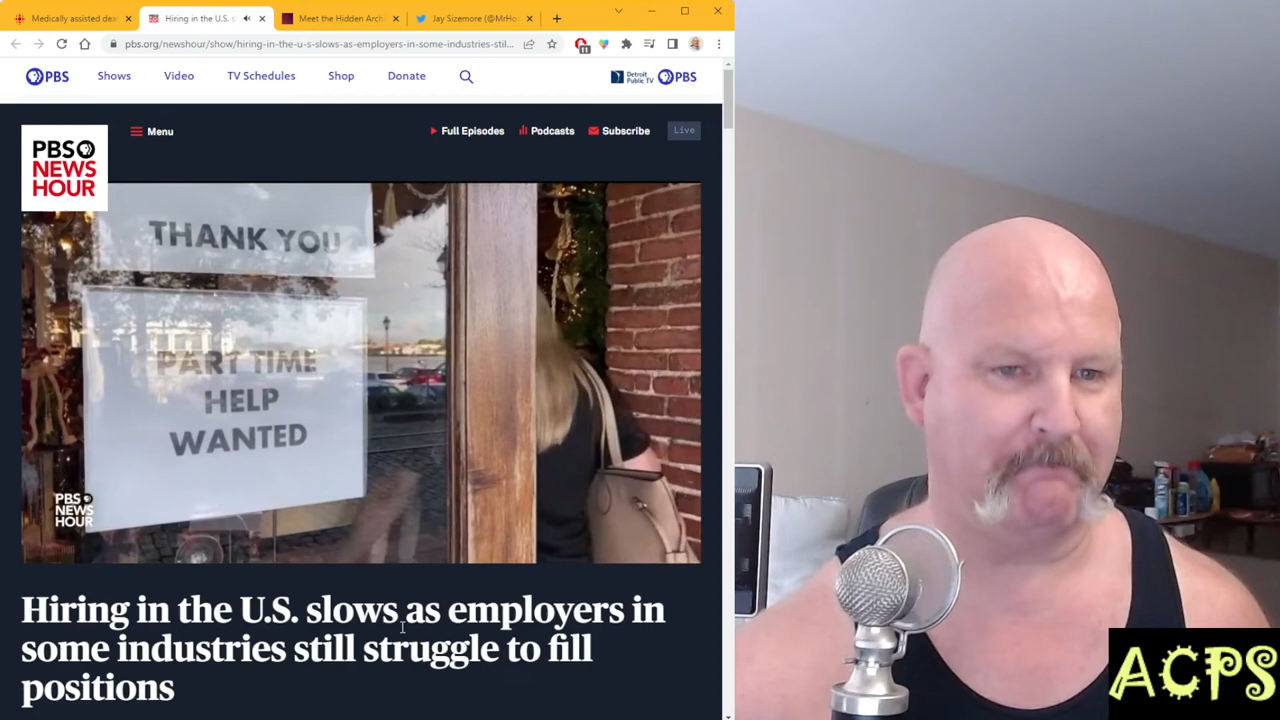 Medically assisted dea
Hiring in the U.S. s
Meet the Hidden Arch
Jay Sizemore (@MrHo
pbs.org/newshour/show/hiring-in-the-u-s-slows-as-employers-in-some-industries-stil...
11
PBS
Shows
Video
TV Schedules
Shop
Donate
Detroit
Public TV
PBS
PBS
NEWS
HOUR
Menu
Full Episodes
Podcasts
Subscribe
Live
THANK YOU
PART TIME
HELP
WANTED
PBS
NEWS
HOUR
Hiring in the U.S. slows as employers in
some industries still struggle to fill
positions
ACPS